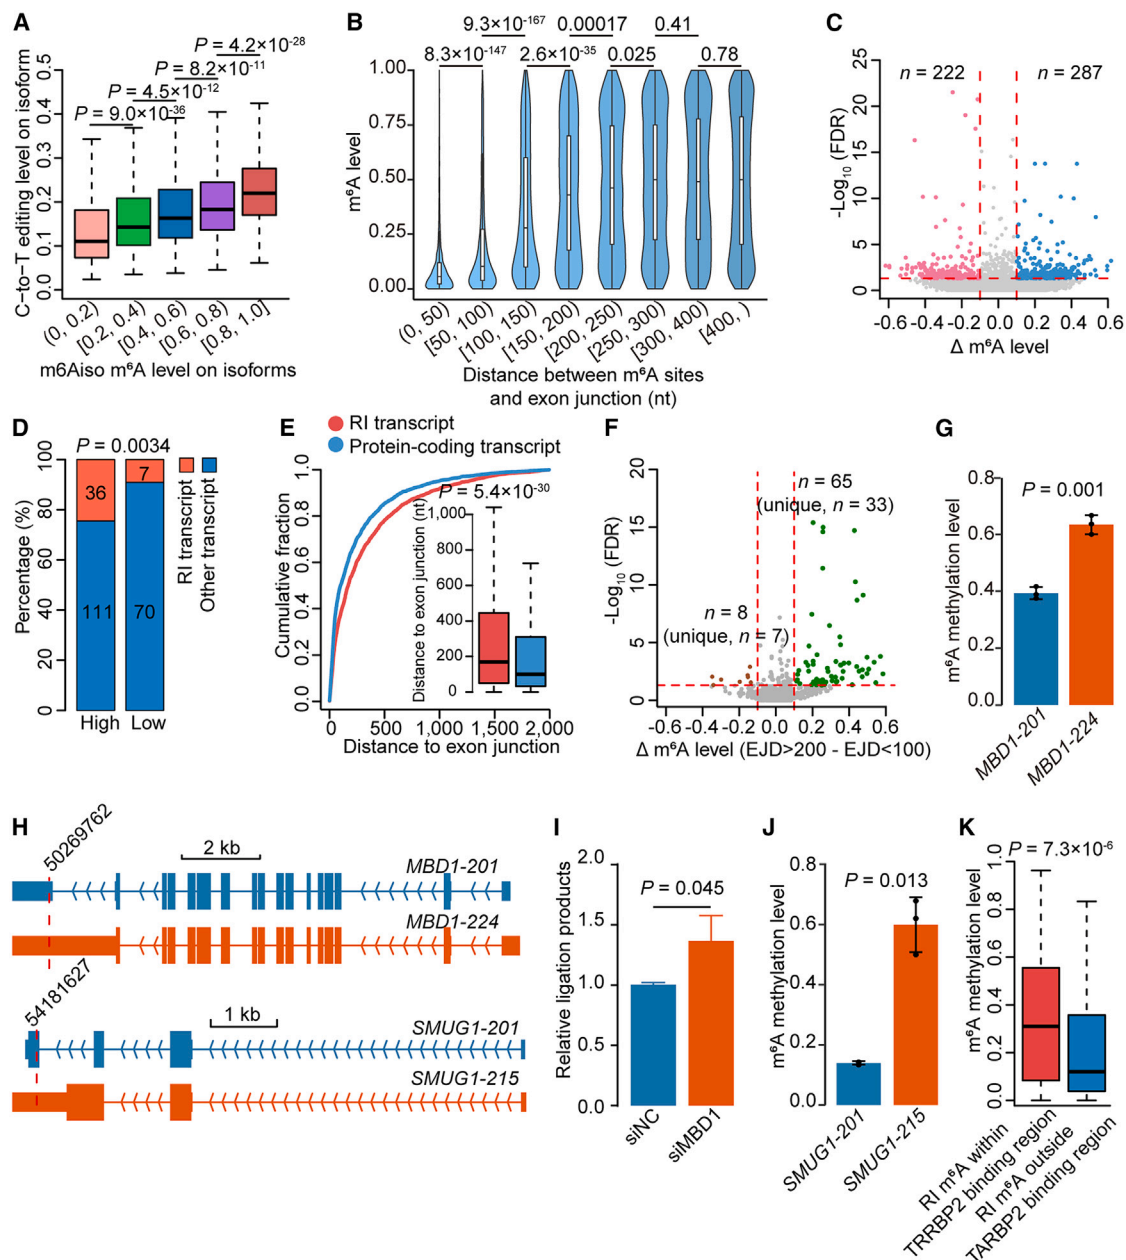 A
C−to−T editing level on isoform
0.0
0.1
0.2
0.3
0.4
0.5
P = 9.0×10-36
P = 4.5×10-12
P = 8.2×10-11
P = 4.2×10-28
(0, 0.2)
[0.2, 0.4)
[0.4, 0.6)
[0.6, 0.8)
[0.8, 1.0]
m6Aiso m⁶A level on isoforms
B
m⁶A level
1.00
0.75
0.50
0.25
0.00
8.3×10-147
9.3×10-167
2.6×10-35
0.00017
0.025
0.41
0.78
(0, 50)
[50, 100)
[100, 150)
[150, 200)
[200, 250)
[250, 300)
[300, 400)
[400, )
Distance between m⁶A sites
and exon junction (nt)
C
-Log10 (FDR)
25
20
15
10
5
0
n = 222
n = 287
-0.6 -0.4 -0.2 0.0 0.2 0.4 0.6
Δ m⁶A level
D
P = 0.0034
Percentage (%)
100
80
60
40
20
0
36
7
111
70
High
Low
RI transcript
Other transcript
E
RI transcript
Protein-coding transcript
Cumulative fraction
1.0
0.8
0.6
0.4
0.2
0.0
P = 5.4×10-30
Distance to exon junction (nt)
1,000
800
600
400
200
0
0 500 1,000 1,500 2,000
Distance to exon junction
F
-Log10 (FDR)
20
15
10
5
0
n = 65
(unique, n = 33)
n = 8
(unique, n = 7)
-0.6 -0.4 -0.2 0.0 0.2 0.4 0.6
Δ m⁶A level (EJD>200 - EJD<100)
G
m⁶A methylation level
0.8
0.6
0.4
0.2
0.0
P = 0.001
MBD1-201
MBD1-224
H
50269762
2 kb
MBD1-201
MBD1-224
54181627
1 kb
SMUG1-201
SMUG1-215
I
Relative ligation products
2.0
1.5
1.0
0.5
0.0
P = 0.045
siNC
siMBD1
J
m⁶A methylation level
0.8
0.6
0.4
0.2
0.0
P = 0.013
SMUG1-201
SMUG1-215
K
P = 7.3×10-6
m⁶A methylation level
1.0
0.8
0.6
0.4
0.2
0.0
RI m⁶A within
TRRBP2 binding region
RI m⁶A outside
TARBP2 binding region